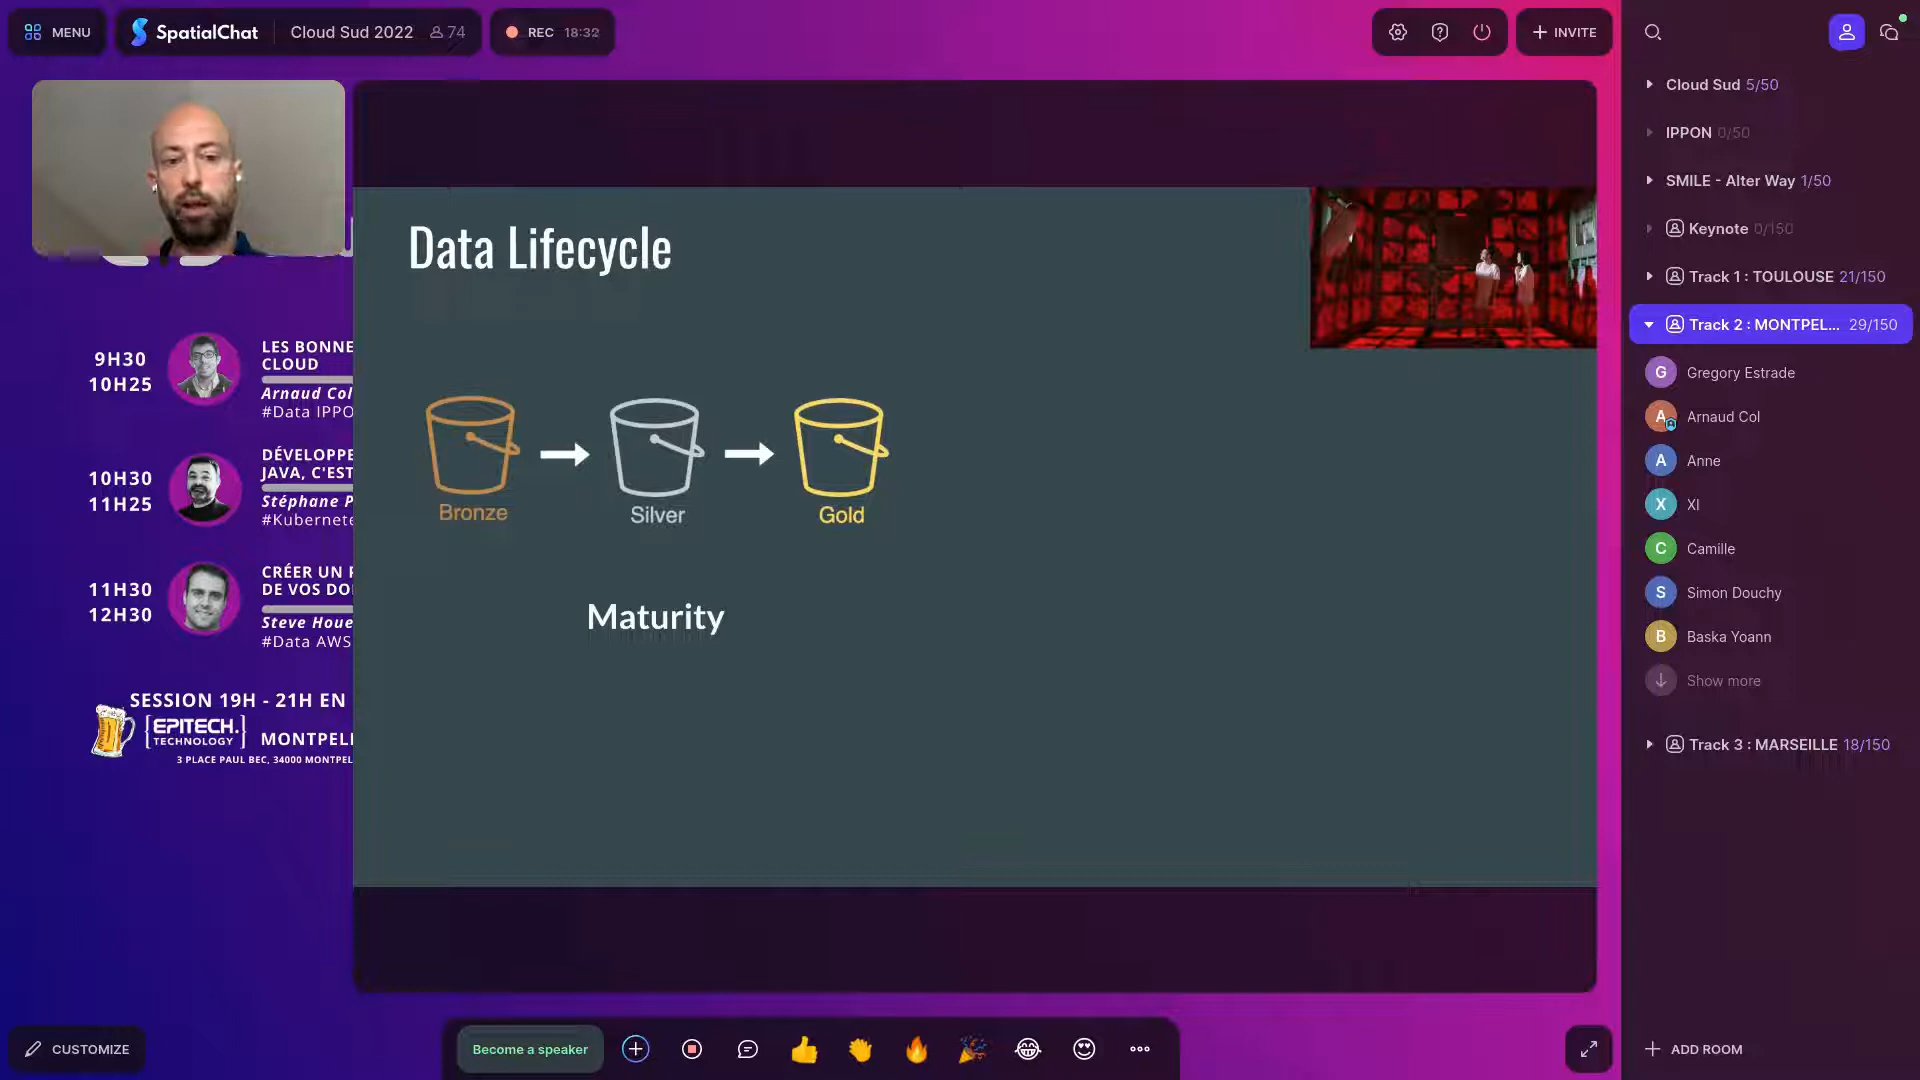 MENU
SpatialChat
Cloud Sud 2022
74
REC 18:32
INVITE
9H30
10H25
LES BONNE
CLOUD
Arnaud Col
#Data IPPO
10H30
11H25
DÉVELOPPE
JAVA, C'EST
Stéphane P
#Kubernete
11H30
12H30
CRÉER UN
DE VOS DO
Steve Houe
#Data AWS
SESSION 19H - 21H EN
[EPITECH.]
TECHNOLOGY
MONTPELL
3 PLACE PAUL BEC, 34000 MONTPEL
Data Lifecycle
Bronze
Silver
Gold
Maturity
Cloud Sud 5/50
IPPON 0/50
SMILE - Alter Way 1/50
Keynote 0/150
Track 1 : TOULOUSE 21/150
Track 2 : MONTPEL... 29/150
G Gregory Estrade
A Arnaud Col
A Anne
X XI
C Camille
S Simon Douchy
B Baska Yoann
Show more
Track 3 : MARSEILLE 18/150
CUSTOMIZE
Become a speaker
ADD ROOM